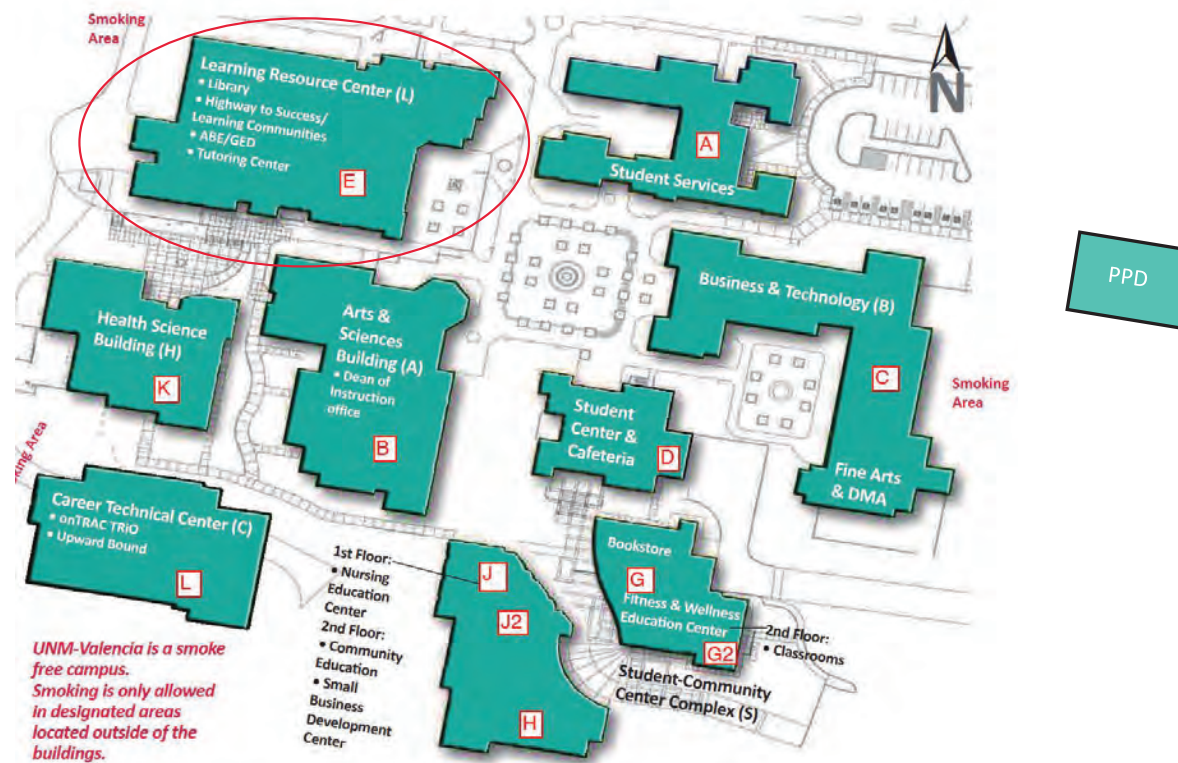 Smoking
Area
Learning Resource Center (L)
• Library
• Highway to Success/
Learning Communities
• ABE/GED
• Tutoring Center
E
A
Student Services
N
PPD
Business & Technology (B)
C
Smoking
Area
Fine Arts
& DMA
Health Science
Building (H)
K
Arts &
Sciences
Building (A)
• Dean of
Instruction
office
B
Student
Center &
Cafeteria
D
king Area
Career Technical Center (C)
• onTRAC TRiO
• Upward Bound
L
1st Floor:
• Nursing
Education
Center
2nd Floor:
• Community
Education
• Small
Business
Development
Center
J
J2
H
Bookstore
G
Fitness & Wellness
Education Center
G2
2nd Floor:
• Classrooms
Student-Community
Center Complex (S)
UNM-Valencia is a smoke
free campus.
Smoking is only allowed
in designated areas
located outside of the
buildings.